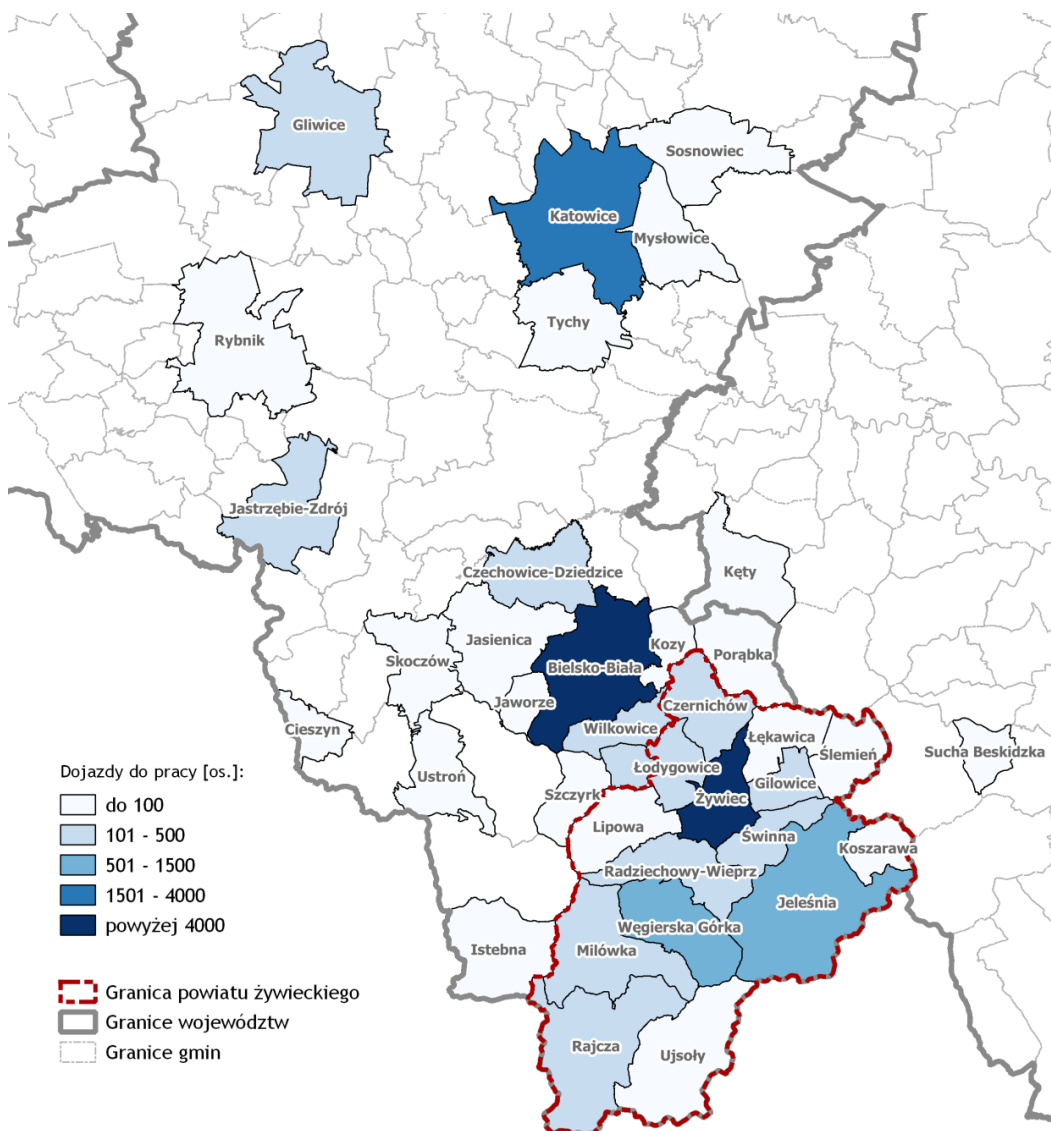 Gliwice
Sosnowiec
Katowice
Mysłowice
Tychy
Rybnik
Jastrzębie-Zdrój
Czechowice-Dziedzice
Kęty
Jasienica
Kozy
Porąbka
Skoczów
Bielsko-Biała
Jaworze
Czernichów
Cieszyn
Wilkowice
Łękawica
Ślemień
Sucha Beskidzka
Ustroń
Łodygowice
Gilowice
Szczyrk
Żywiec
Lipowa
Świnna
Koszarawa
Radziechowy-Wieprz
Jeleśnia
Węgierska Górka
Istebna
Milówka
Rajcza
Ujsoły
Dojazdy do pracy [os.]:
do 100
101 - 500
501 - 1500
1501 - 4000
powyżej 4000
Granica powiatu żywieckiego
Granice województw
Granice gmin